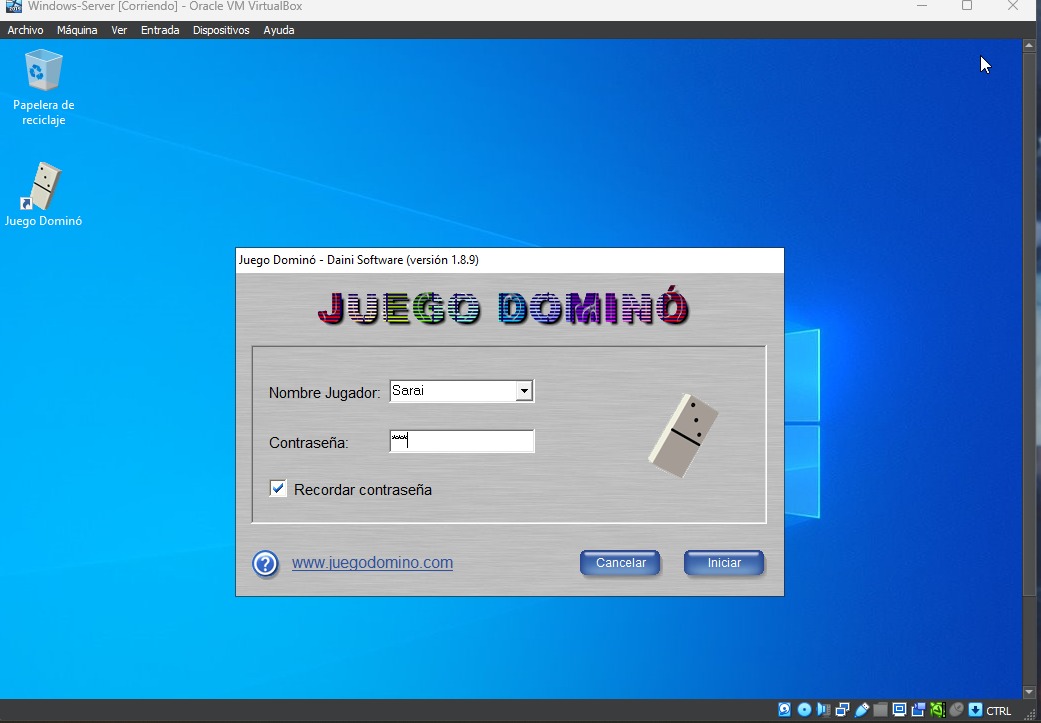 Windows-Server [Corriendo] - Oracle VM VirtualBox
Archivo Máquina Ver Entrada Dispositivos Ayuda
Papelera de
reciclaje
Juego Dominó
Juego Dominó - Daini Software (versión 1.8.9)
JUEGO DOMINÓ
Nombre Jugador: Sarai
Contraseña: ***
Recordar contraseña
www.juegodomino.com
Cancelar
Iniciar
CTRL